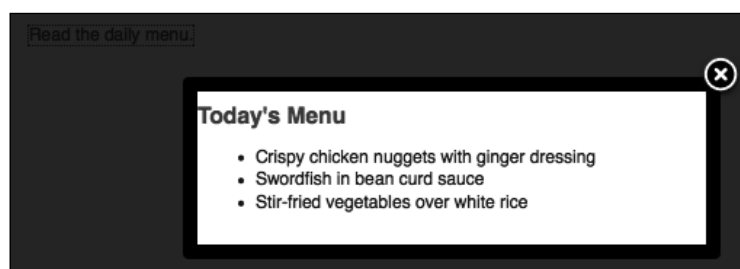 Read the daily menu.
Today's Menu
• Crispy chicken nuggets with ginger dressing
• Swordfish in bean curd sauce
• Stir-fried vegetables over white rice